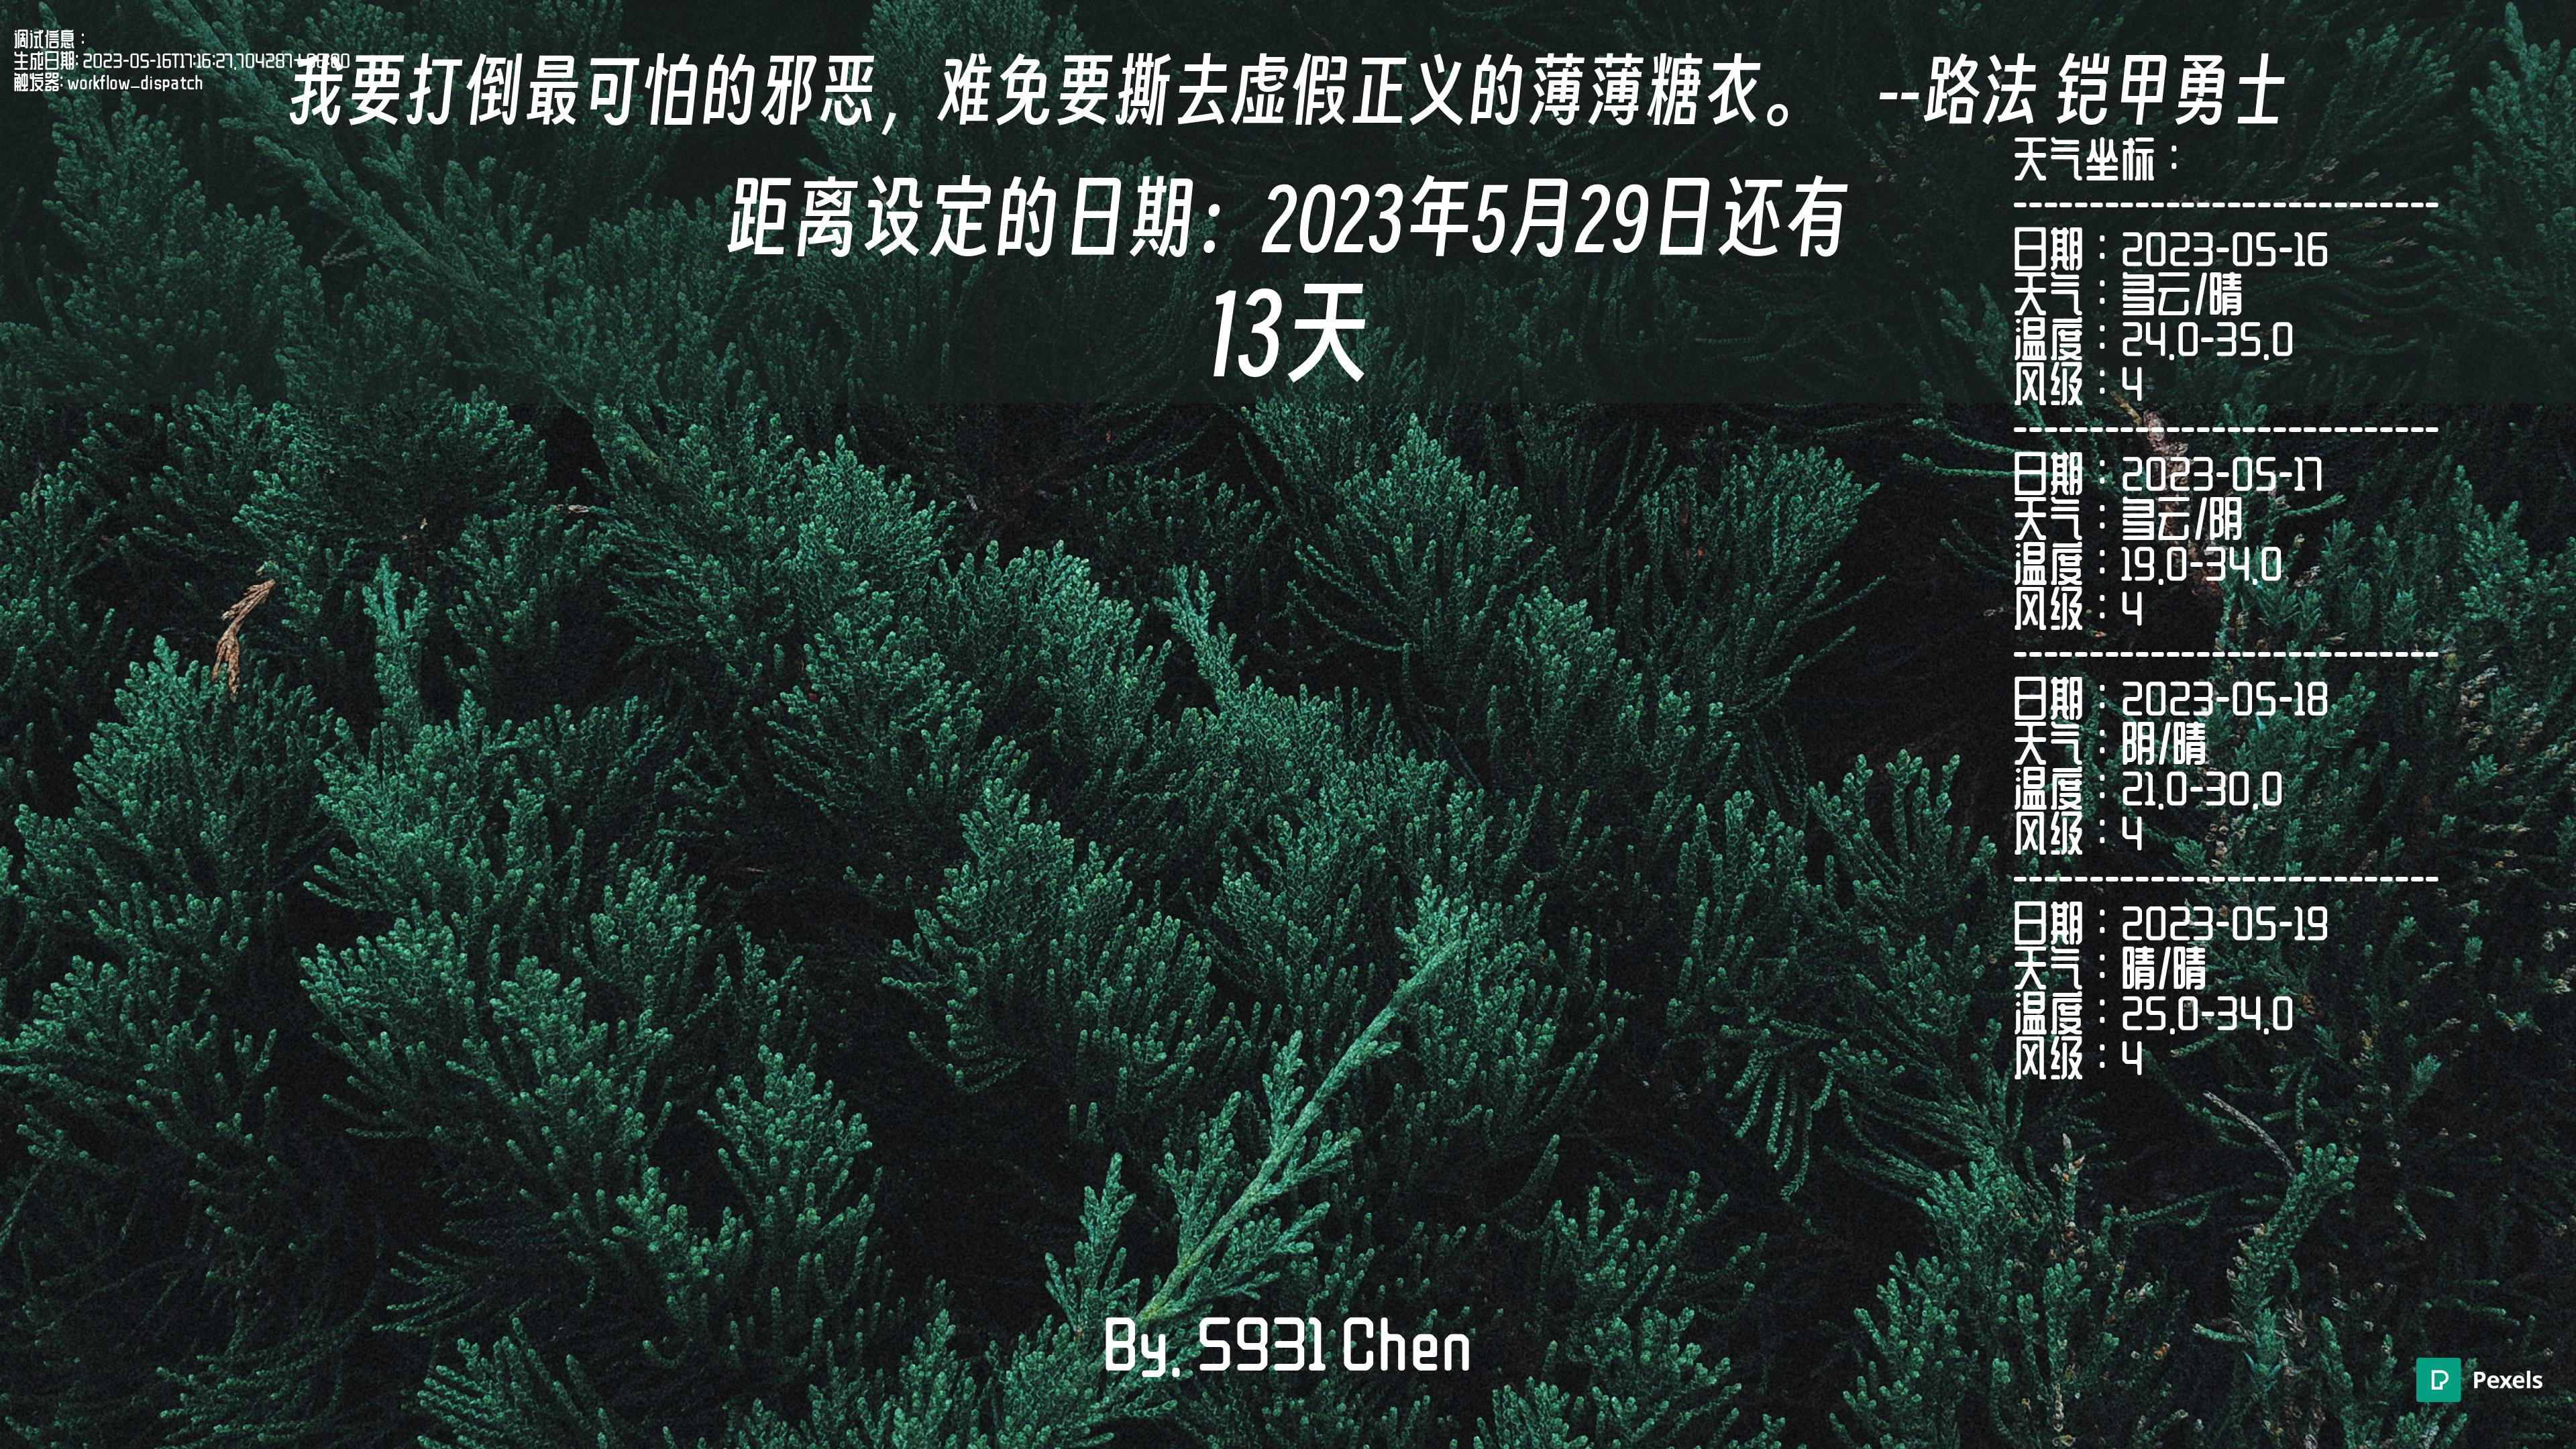 调试信息：
生成日期: 2023-05-16T17:16:27.704287
触发器: workflow_dispatch
我要打倒最可怕的邪恶，难免要撕去虚假正义的薄薄糖衣。 --路法 铠甲勇士
距离设定的日期：2023年5月29日还有
13天
天气坐标：
----------------------------
日期：2023-05-16
天气：多云/晴
温度：24.0-35.0
风级：4
----------------------------
日期：2023-05-17
天气：多云/阴
温度：19.0-34.0
风级：4
----------------------------
日期：2023-05-18
天气：阴/晴
温度：21.0-30.0
风级：4
----------------------------
日期：2023-05-19
天气：晴/晴
温度：25.0-34.0
风级：4
By. S931 Chen
Pexels